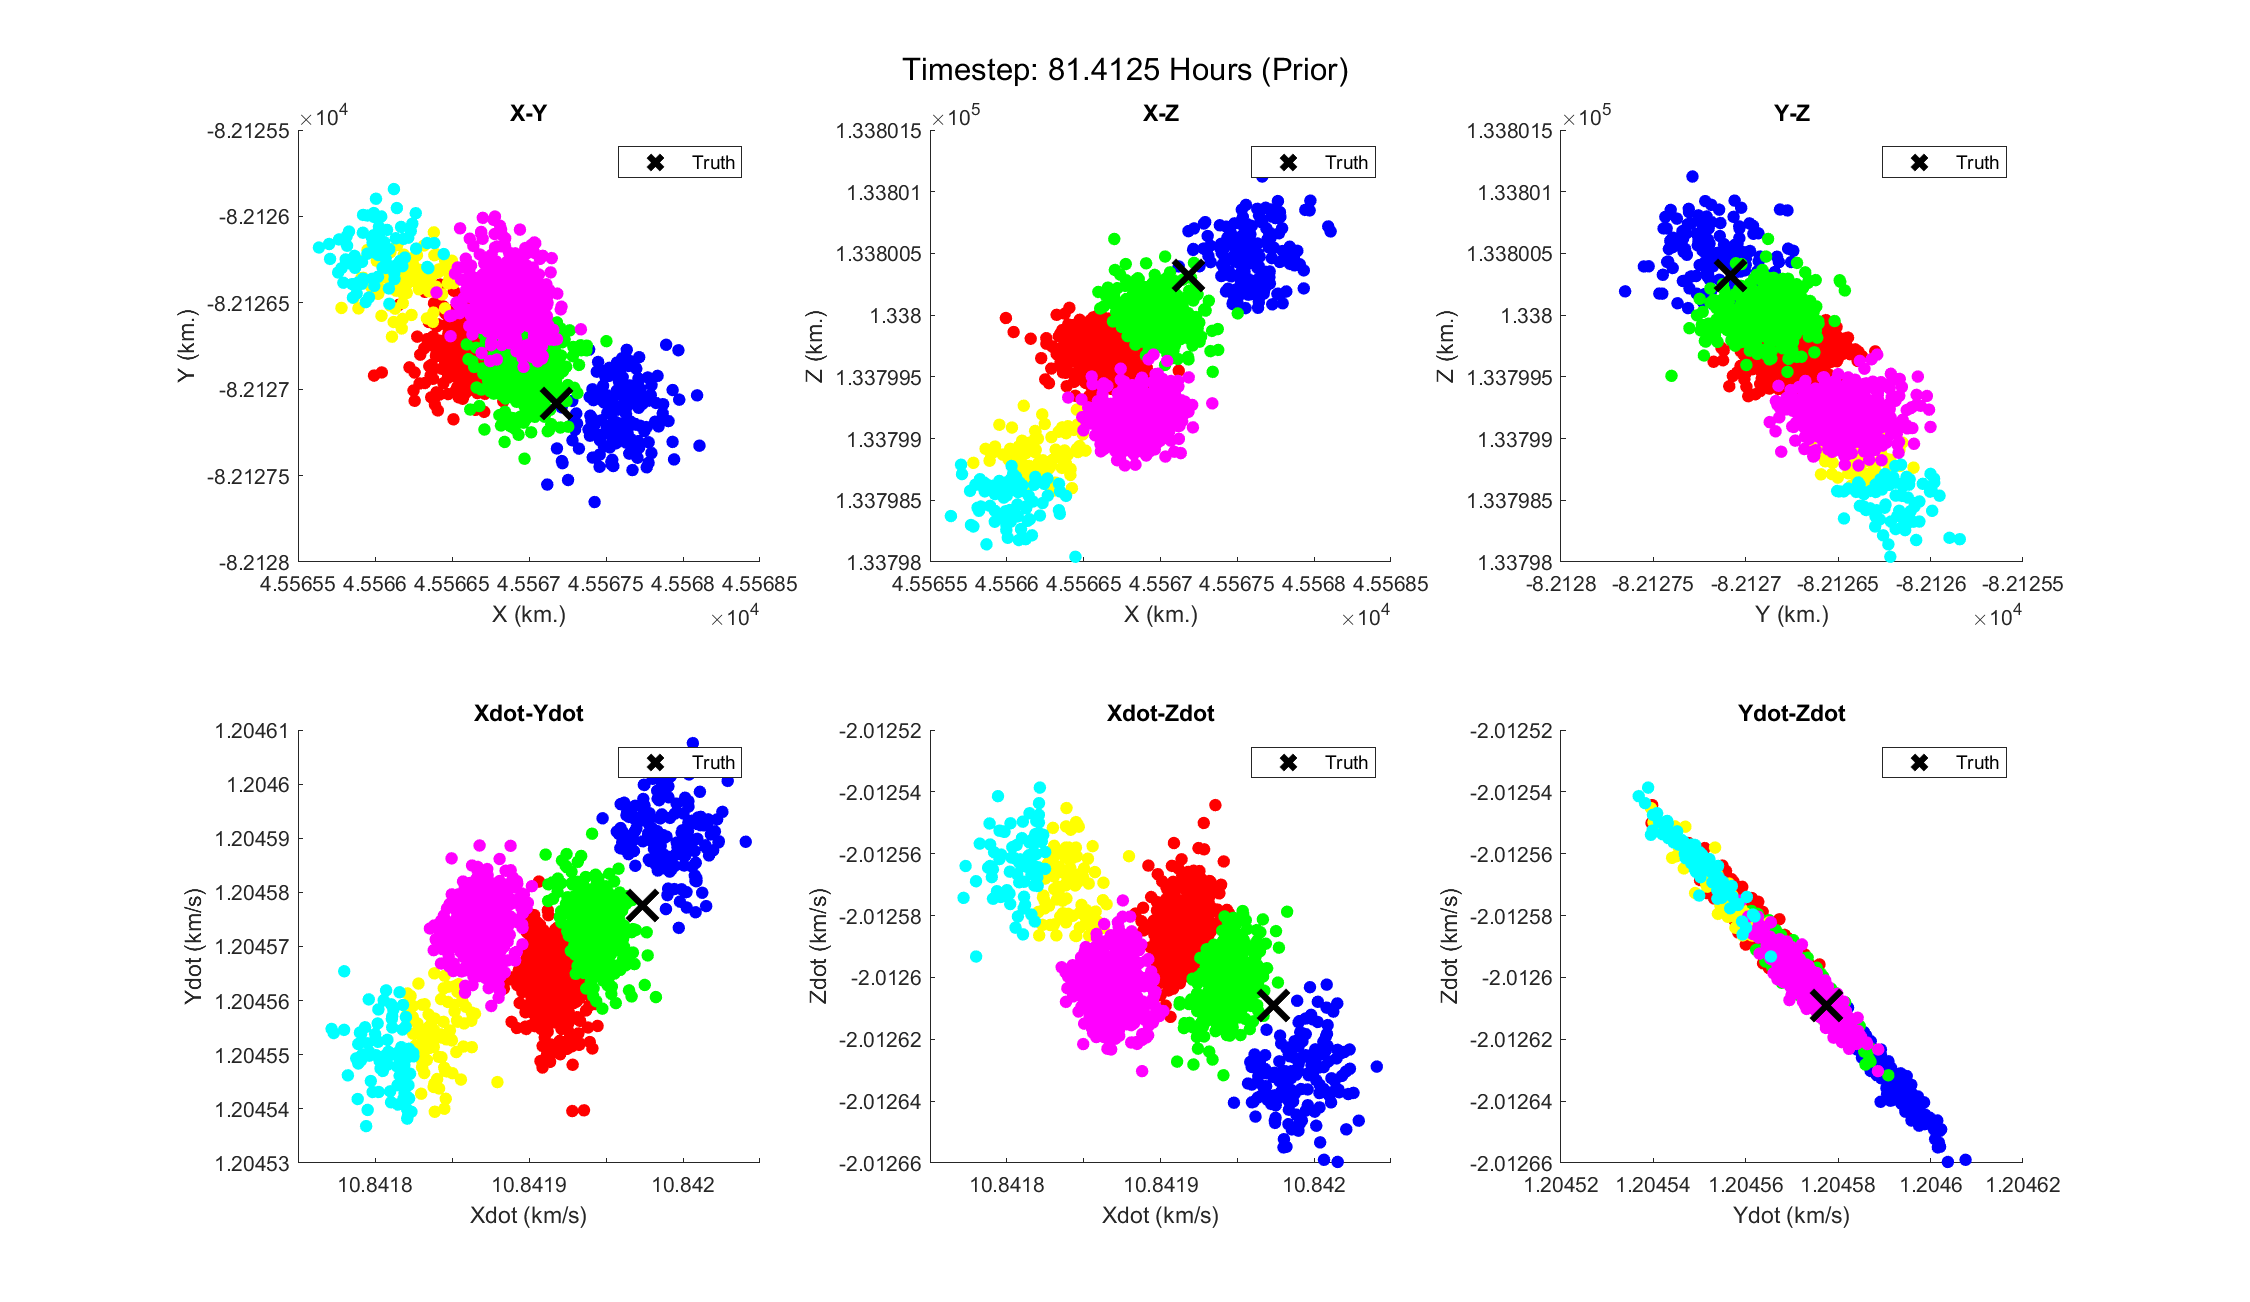 Timestep: 81.4125 Hours (Prior)
X-Y
×10^4
-8.21255
-8.2126
-8.21265
-8.2127
-8.21275
-8.2128
Y (km.)
Truth
4.55655 4.5566 4.55665 4.5567 4.55675 4.5568 4.55685
X (km.)
×10^4
X-Z
×10^5
1.338015
1.33801
1.338005
1.338
1.337995
1.33799
1.337985
1.33798
Z (km.)
Truth
4.55655 4.5566 4.55665 4.5567 4.55675 4.5568 4.55685
X (km.)
×10^4
Y-Z
×10^5
1.338015
1.33801
1.338005
1.338
1.337995
1.33799
1.337985
1.33798
Z (km.)
Truth
-8.2128 -8.21275 -8.2127 -8.21265 -8.2126 -8.21255
Y (km.)
×10^4
Xdot-Ydot
1.20461
1.2046
1.20459
1.20458
1.20457
1.20456
1.20455
1.20454
1.20453
Ydot (km/s)
Truth
10.8418 10.8419 10.842
Xdot (km/s)
Xdot-Zdot
-2.01252
-2.01254
-2.01256
-2.01258
-2.0126
-2.01262
-2.01264
-2.01266
Zdot (km/s)
Truth
10.8418 10.8419 10.842
Xdot (km/s)
Ydot-Zdot
-2.01252
-2.01254
-2.01256
-2.01258
-2.0126
-2.01262
-2.01264
-2.01266
Zdot (km/s)
Truth
1.20452 1.20454 1.20456 1.20458 1.2046 1.20462
Ydot (km/s)